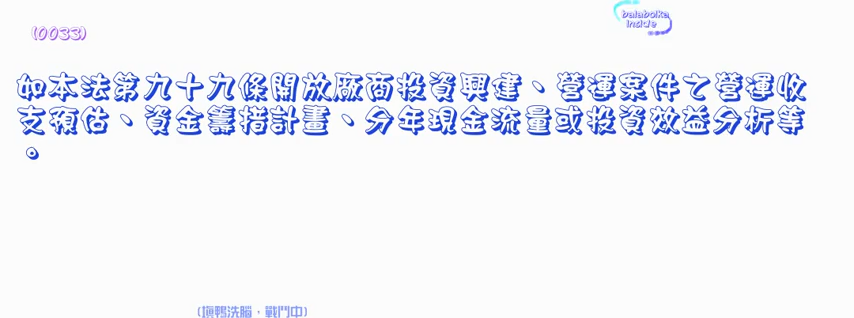 balabolka
inside
(0033)
如本法第九十九條開放廠商投資興建、營運案件之營運收
支預估、資金籌措計畫、分年現金流量或投資效益分析等
。
(填鴨洗腦，戰鬥中)